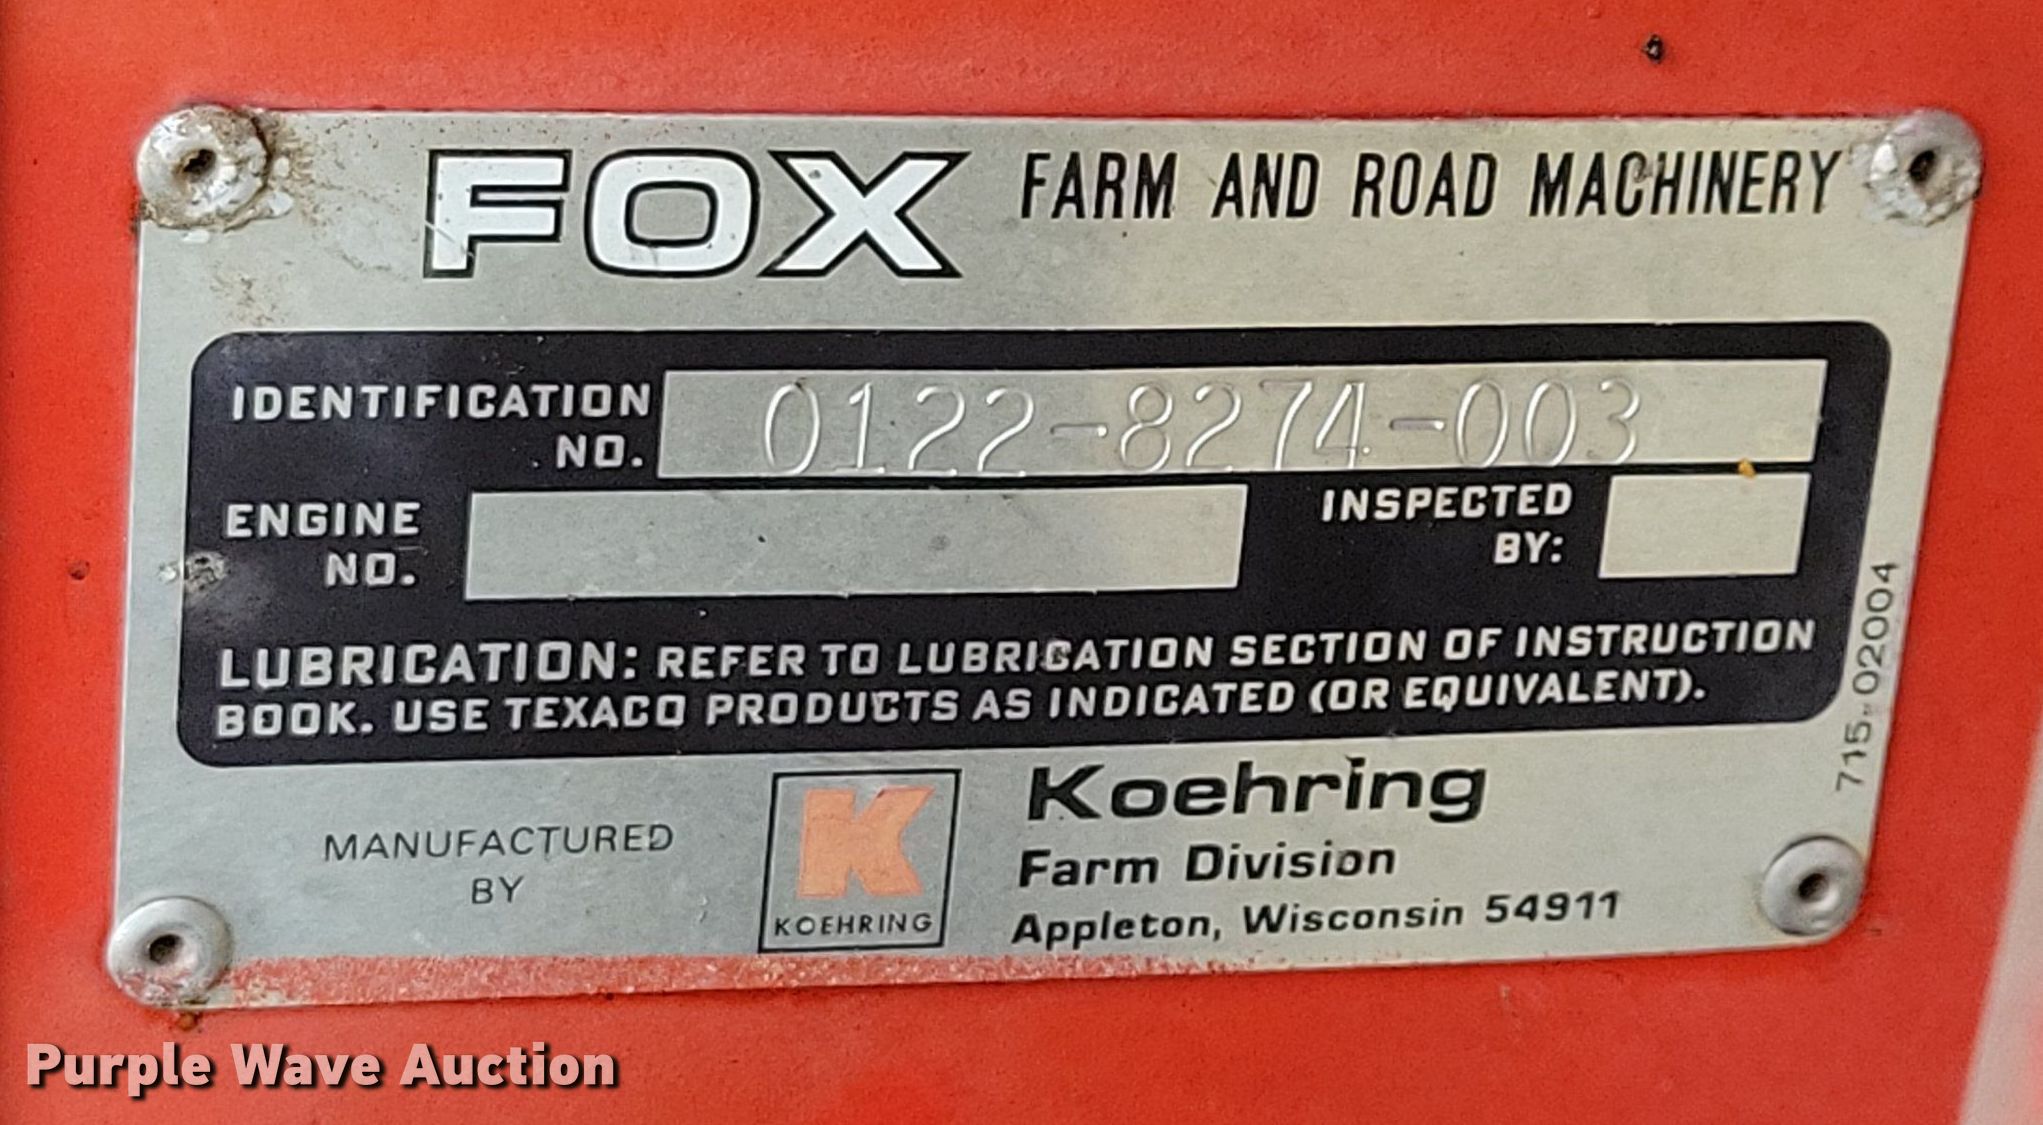 FOX FARM AND ROAD MACHINERY
IDENTIFICATION
NO.
0122-8274-003
ENGINE
NO.
INSPECTED
BY:
LUBRICATION: REFER TO LUBRICATION SECTION OF INSTRUCTION
BOOK. USE TEXACO PRODUCTS AS INDICATED (OR EQUIVALENT).
715-02004
MANUFACTURED
BY
K
KOEHRING
Koehring
Farm Division
Appleton, Wisconsin 54911
Purple Wave Auction